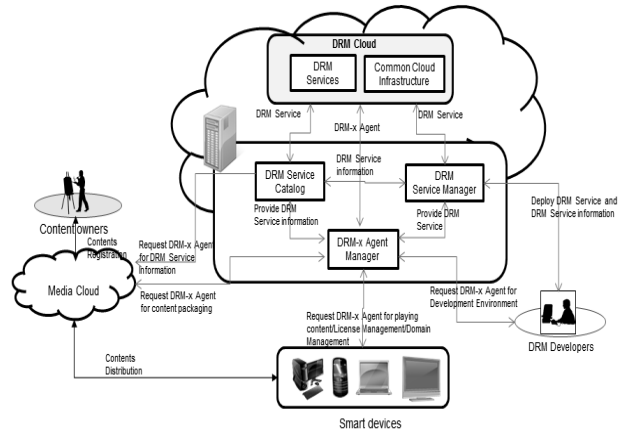 DRM Cloud
DRM
Services
Common Cloud
Infrastructure
DRM Service
DRM-x Agent
DRM Service
DRM Service
Catalog
DRM Service
information
DRM
Service Manager
Provide DRM
Service information
Provide DRM
Service
DRM-x Agent
Manager
Deploy DRM Service and
DRM Service information
Content owners
Contents
Registration
Request DRM-x Agent
for DRM Service
Information
Media Cloud
Request DRM-x Agent
for content packaging
Request DRM-x Agent for
Development Environment
Request DRM-x Agent for playing
content/License Management/Domain
Management
DRM Developers
Contents
Distribution
Smart devices